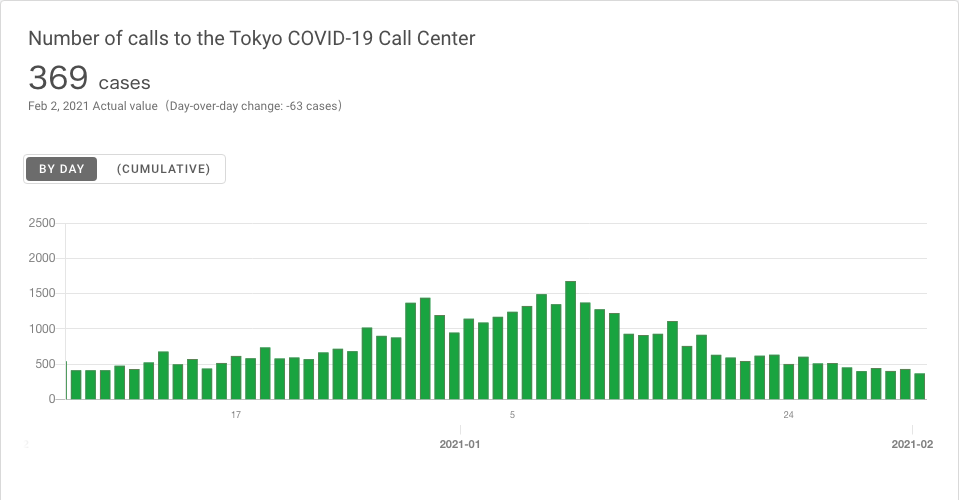 Number of calls to the Tokyo COVID-19 Call Center
369 cases
Feb 2, 2021 Actual value（Day-over-day change: -63 cases）
BY DAY (CUMULATIVE)
2500
2000
1500
1000
500
0
17 5 24
2021-01 2021-02